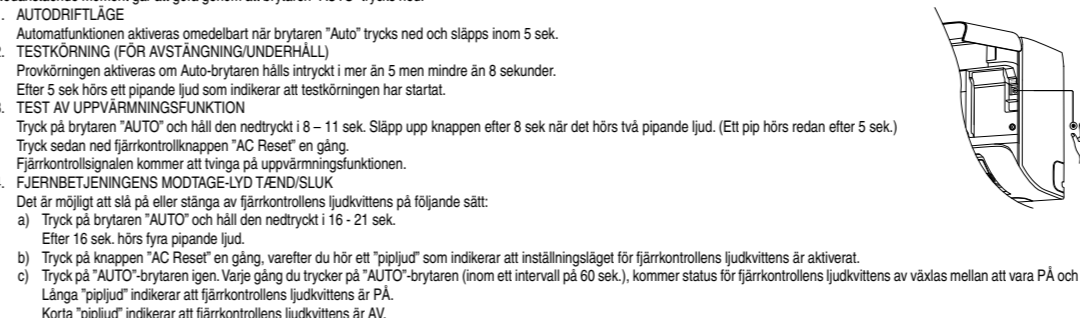 AUTODRIFTLÄGE
Automatfunktionen aktiveras omedelbart när brytaren ”Auto” trycks ned och släpps inom 5 sek.
TESTKÖRNING (FÖR AVSTÄNGNING/UNDERHÅLL)
Provkörningen aktiveras om Auto-brytaren hålls intryckt i mer än 5 men mindre än 8 sekunder.
Efter 5 sek hörs ett pipande ljud som indikerar att testkörningen har startat.
TEST AV UPPVÄRMNINGSFUNKTION
Tryck på brytaren ”AUTO” och håll den nedtryckt i 8 – 11 sek. Släpp upp knappen efter 8 sek när det hörs två pipande ljud. (Ett pip hörs redan efter 5 sek.)
Tryck sedan ned fjärrkontrollknappen ”AC Reset” en gång.
Fjärrkontrollsignalen kommer att tvinga på uppvärmningsfunktionen.
FJERNBETJENINGENS MODTAGE-LYD TÆND/SLUK
Det är möjligt att slå på eller stänga av fjärrkontrollens ljudkvittens på följande sätt:
a) Tryck på brytaren ”AUTO” och håll den nedtryckt i 16 - 21 sek.
Efter 16 sek. hörs fyra pipande ljud.
b) Tryck på knappen ”AC Reset” en gång, varefter du hör ett ”pipljud” som indikerar att inställningsläget för fjärrkontrollens ljudkvittens är aktiverat.
c) Tryck på ”AUTO”-brytaren igen. Varje gång du trycker på ”AUTO”-brytaren (inom ett intervall på 60 sek.), kommer status för fjärrkontrollens ljudkvittens av växlas mellan att vara PÅ och
Långa ”pipljud” indikerar att fjärrkontrollens ljudkvittens är PÅ.
Korta ”pipljud” indikerar att fjärrkontrollens ljudkvittens är AV.